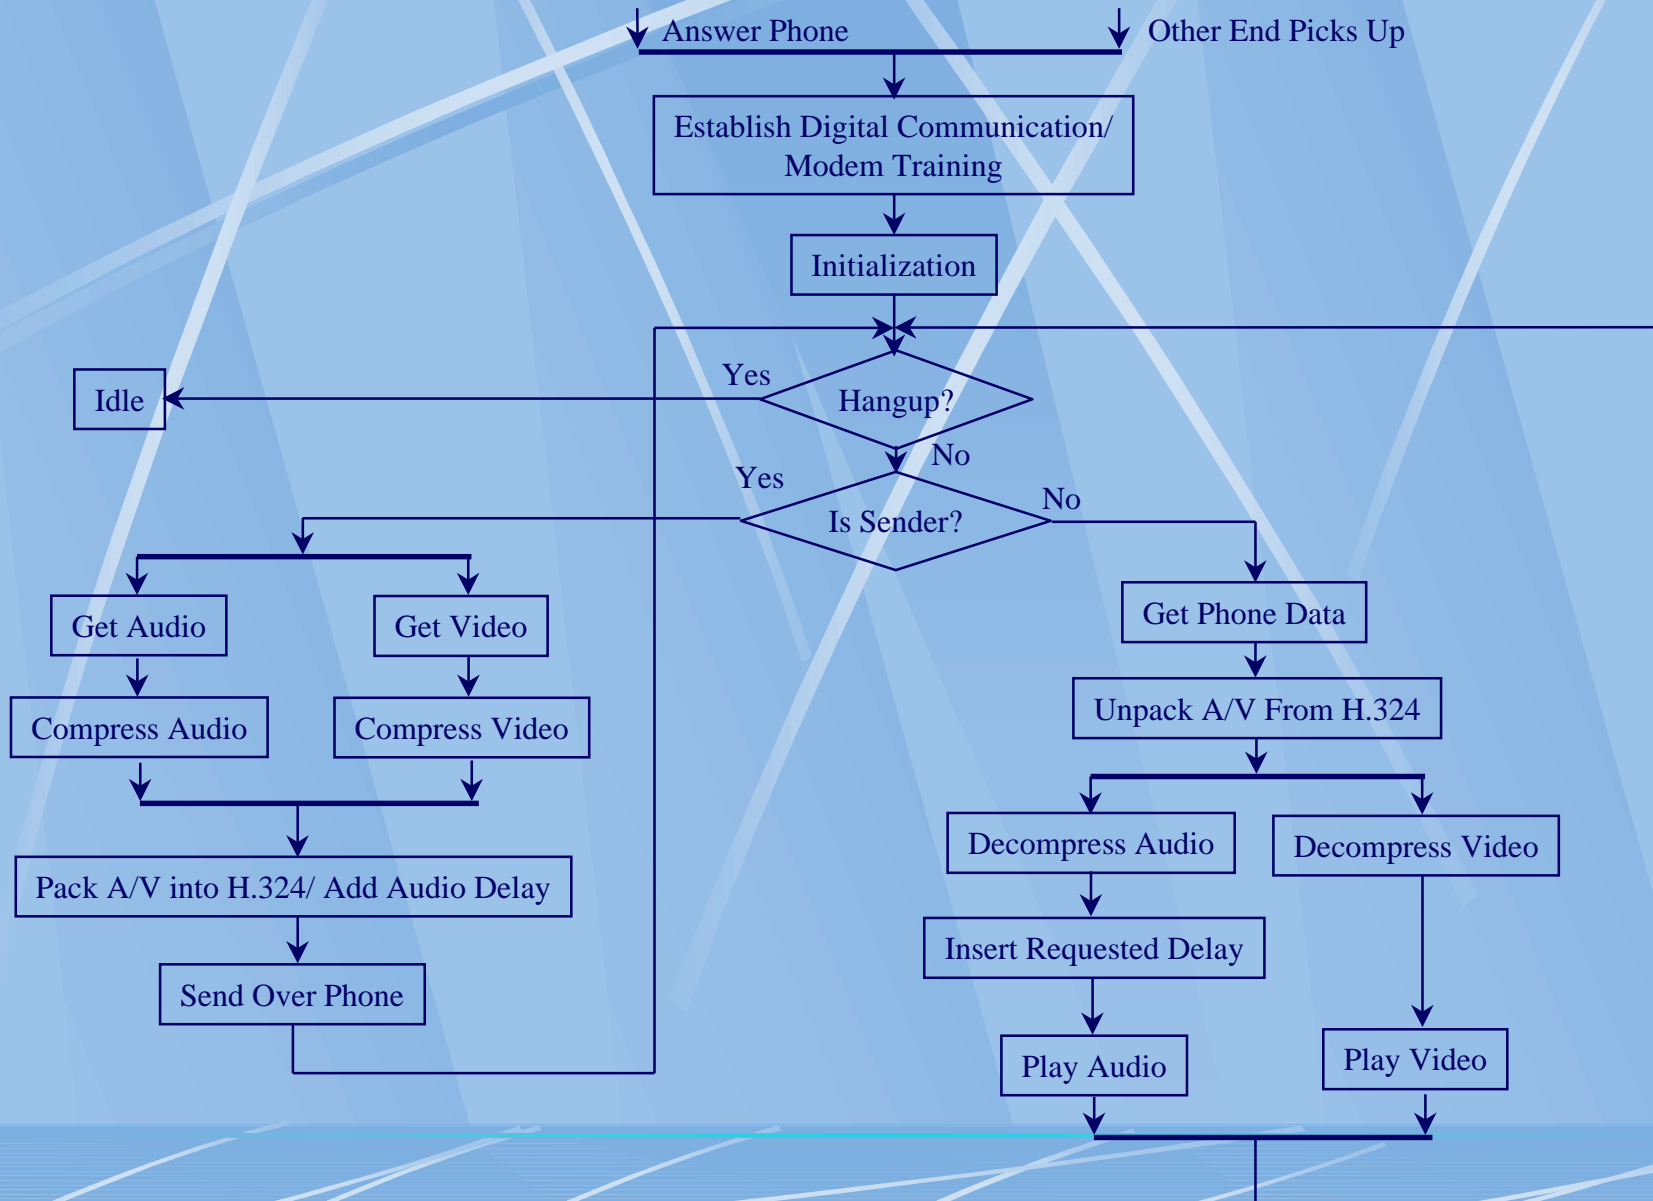 Answer Phone
Other End Picks Up
Establish Digital Communication/
Modem Training
Initialization
Yes
Idle
Hangup?
No
Yes
No
Is Sender?
Get Audio
Get Video
Compress Audio
Compress Video
Pack A/V into H.324/ Add Audio Delay
Send Over Phone
Get Phone Data
Unpack A/V From H.324
Decompress Audio
Decompress Video
Insert Requested Delay
Play Audio
Play Video